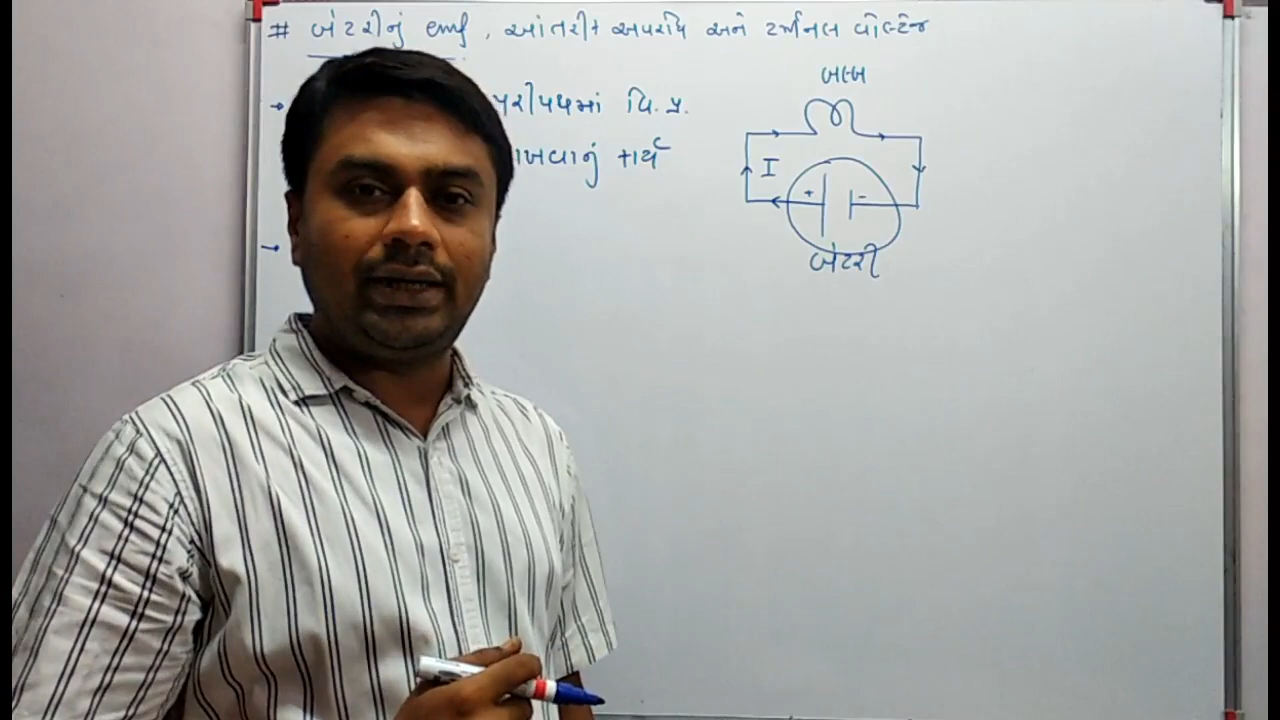 # બેટરીનું emf , આંતરીક અવરોધ અને ટર્મીનલ વોલ્ટેજ
બલ્બ
→ પરીપથમાં વિ. પ્ર.
રાખવાનું કાર્ય
I
+ -
→
બેટરી